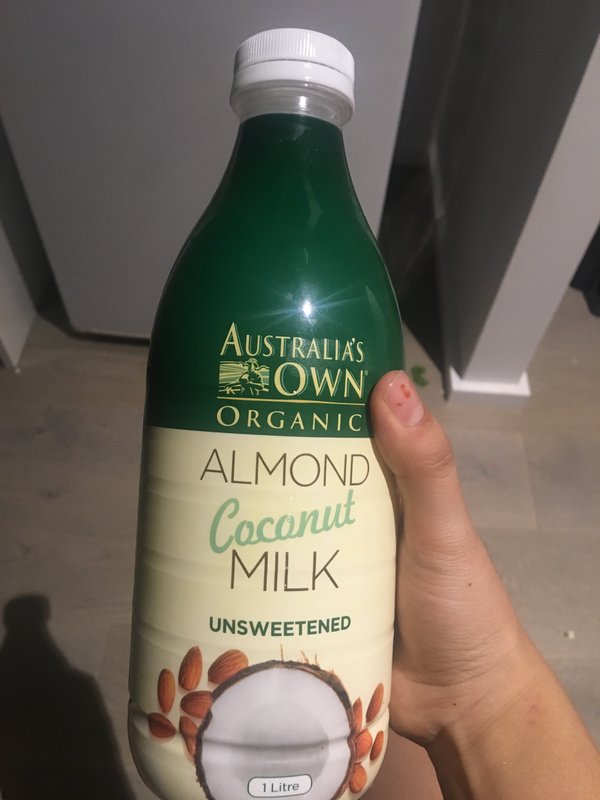 AUSTRALIA'S
OWN
ORGANIC
ALMOND
Coconut
MILK
UNSWEETENED
1 Litre